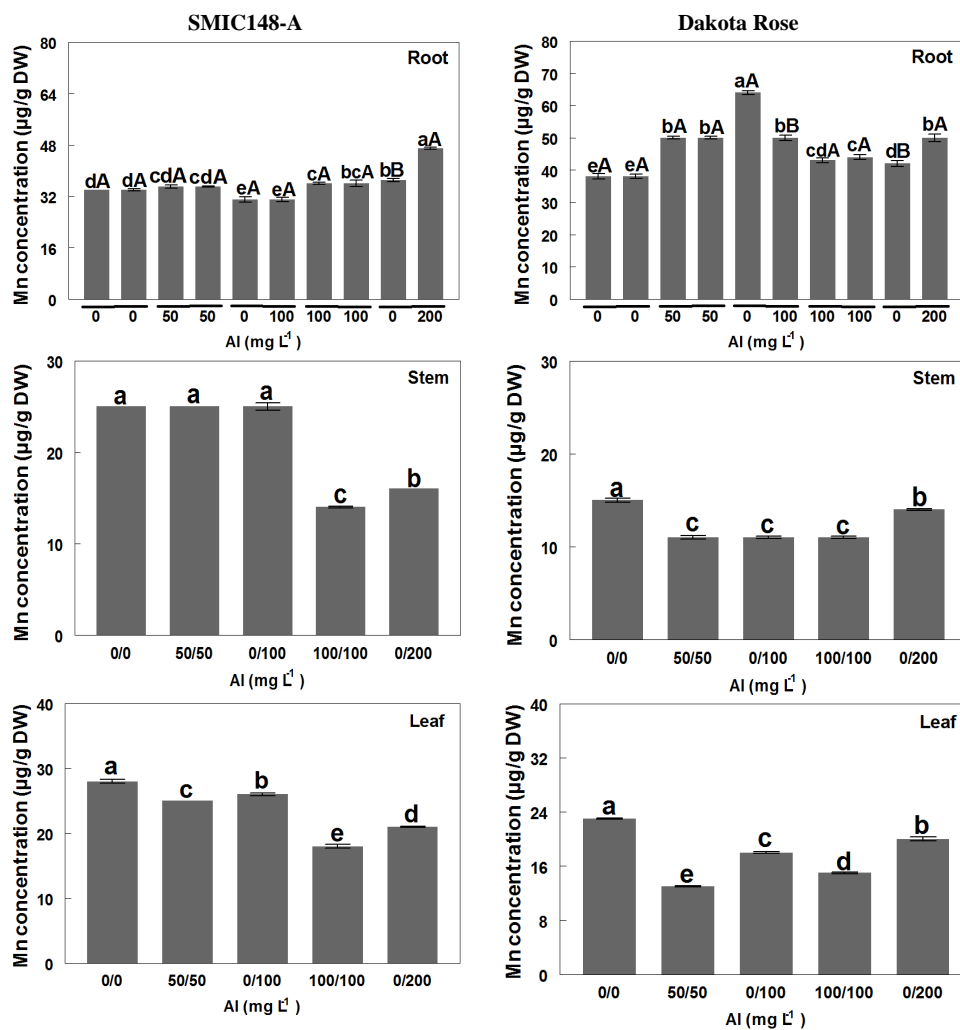 SMIC148-A
Mn concentration (µg/g DW)
Root
80
64
48
32
16
0
dA dA cdA cdA eA eA cA bcA bB aA
0 0 50 50 0 100 100 100 0 200
Al (mg L-1)
Dakota Rose
Mn concentration (µg/g DW)
Root
80
70
60
50
40
30
20
10
0
eA eA bA bA aA bB cdA cA dB bA
0 0 50 50 0 100 100 100 0 200
Al (mg L-1)
Mn concentration (µg/g DW)
Stem
30
20
10
0
a a a c b
0/0 50/50 0/100 100/100 0/200
Al (mg L-1)
Mn concentration (µg/g DW)
Stem
30
20
10
0
a c c c b
0/0 50/50 0/100 100/100 0/200
Al (mg L-1)
Mn concentration (µg/g DW)
Leaf
40
30
20
10
0
a c b e d
0/0 50/50 0/100 100/100 0/200
Al (mg L-1)
Mn concentration (µg/g DW)
Leaf
40
32
24
16
8
0
a e c d b
0/0 50/50 0/100 100/100 0/200
Al (mg L-1)